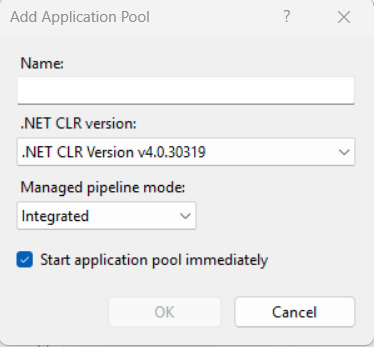 Add Application Pool ?
Name:
.NET CLR version:
.NET CLR Version v4.0.30319
Managed pipeline mode:
Integrated
Start application pool immediately
OK Cancel